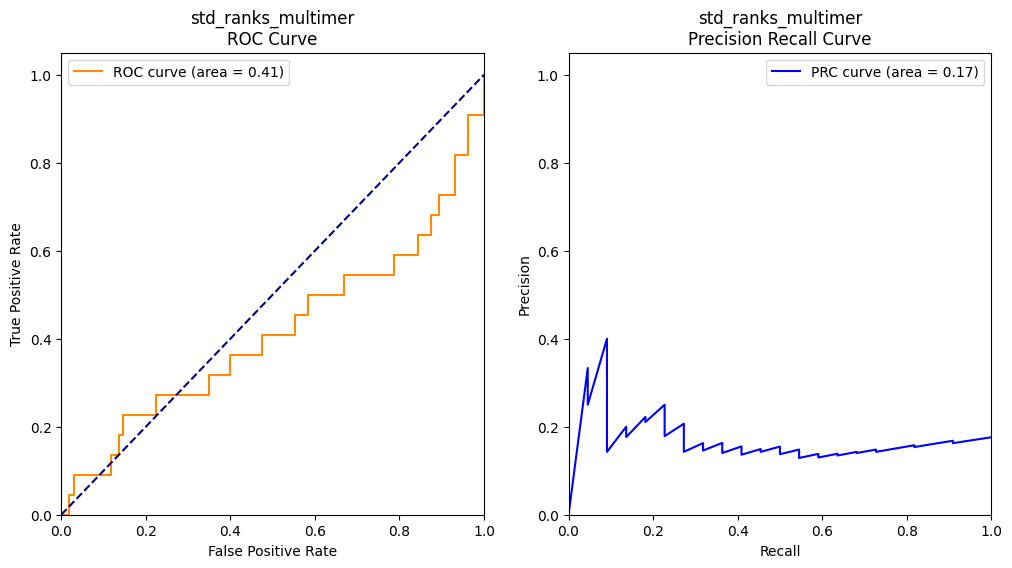 std_ranks_multimer
ROC Curve
ROC curve (area = 0.41)
1.0
0.8
0.6
0.4
0.2
0.0
True Positive Rate
0.0 0.2 0.4 0.6 0.8 1.0
False Positive Rate
std_ranks_multimer
Precision Recall Curve
PRC curve (area = 0.17)
1.0
0.8
0.6
0.4
0.2
0.0
Precision
0.0 0.2 0.4 0.6 0.8 1.0
Recall